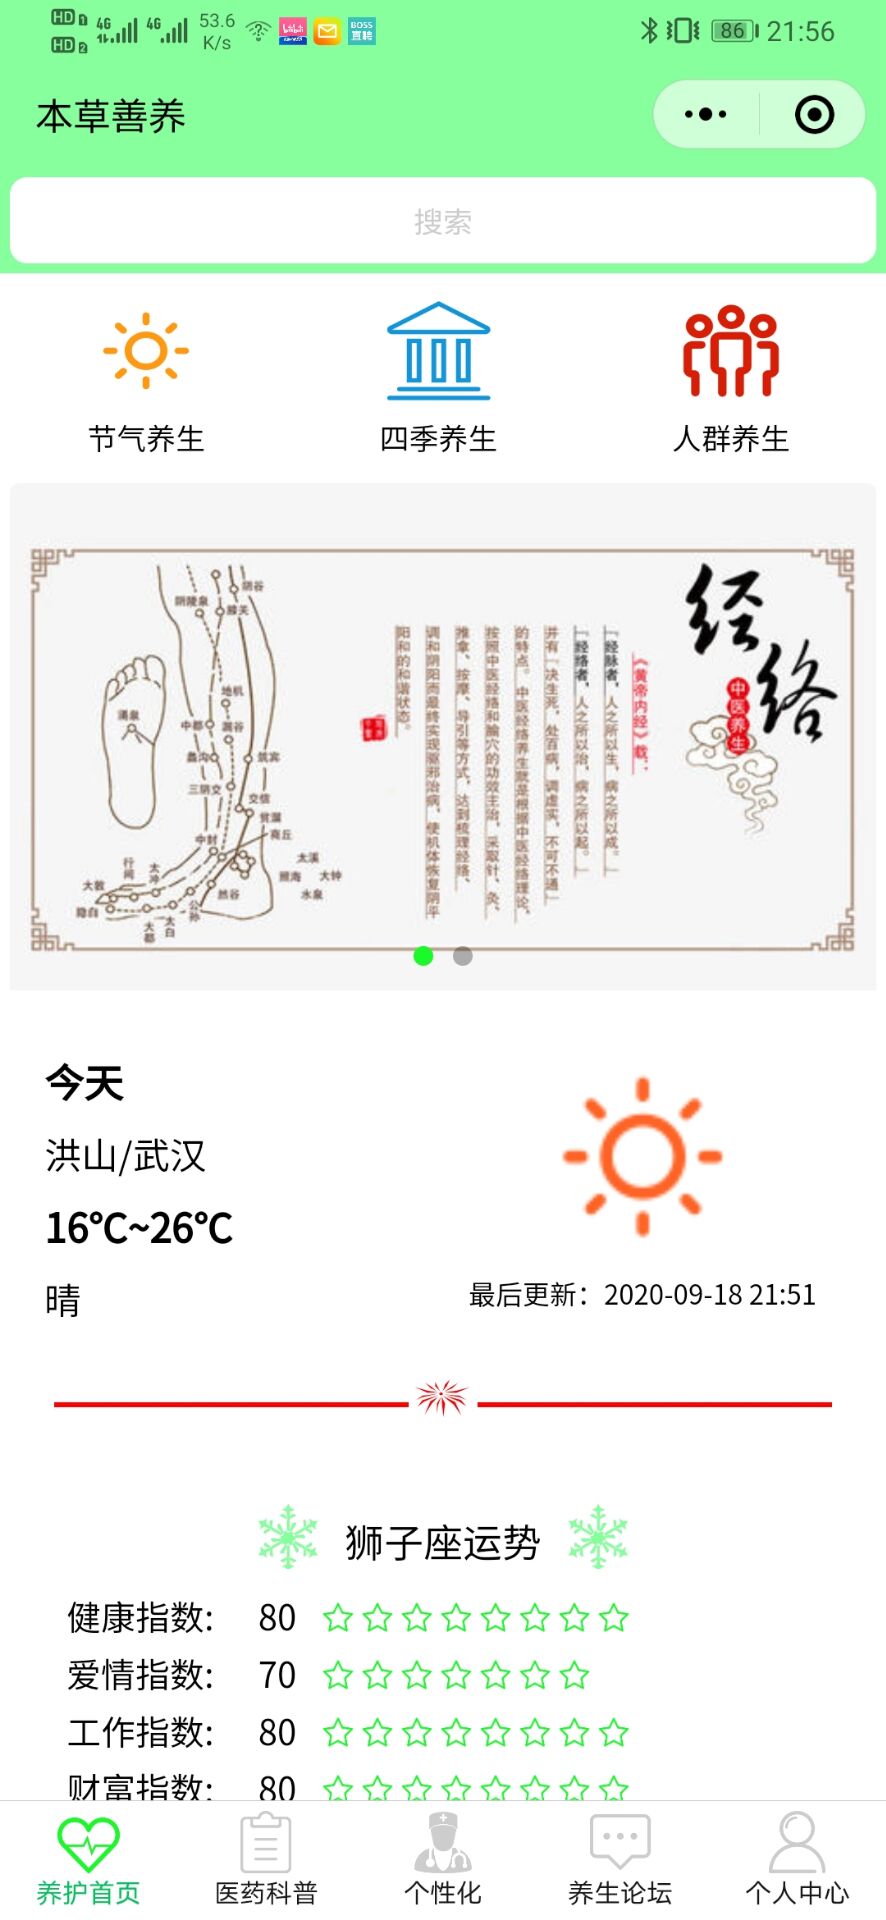 HD 1 4G 4G 53.6 K/s
HD 2
BOSS
直聘
86 21:56
本草善养
搜索
节气养生
四季养生
人群养生
经络
中医养生
《黄帝内经》载：
「经脉者，人之所以生，病之所以成。」
「经络者，人之所以治，病之所以起。」
并有「决生死，处百病，调虚实，不可不通」
的特点。中医经络养生就是根据中医经络理论，
按照中医经络和腧穴的功效主治，采取针、灸、
推拿、按摩、导引等方式，达到梳理经络、
调和阴阳而最终实现驱邪治病，使机体恢复阴平
阳和的和谐状态。
阴谷
阴陵泉
膝关
地机
涌泉
中都
漏谷
蠡沟
筑宾
三阴交
交信
中封
商丘
行间
太冲
太溪
大敦
照海
大钟
然谷
水泉
隐白
公孙
大都
太白
今天
洪山/武汉
16℃~26℃
晴
最后更新：2020-09-18 21:51
狮子座运势
健康指数: 80
爱情指数: 70
工作指数: 80
财富指数: 80
养护首页
医药科普
个性化
养生论坛
个人中心